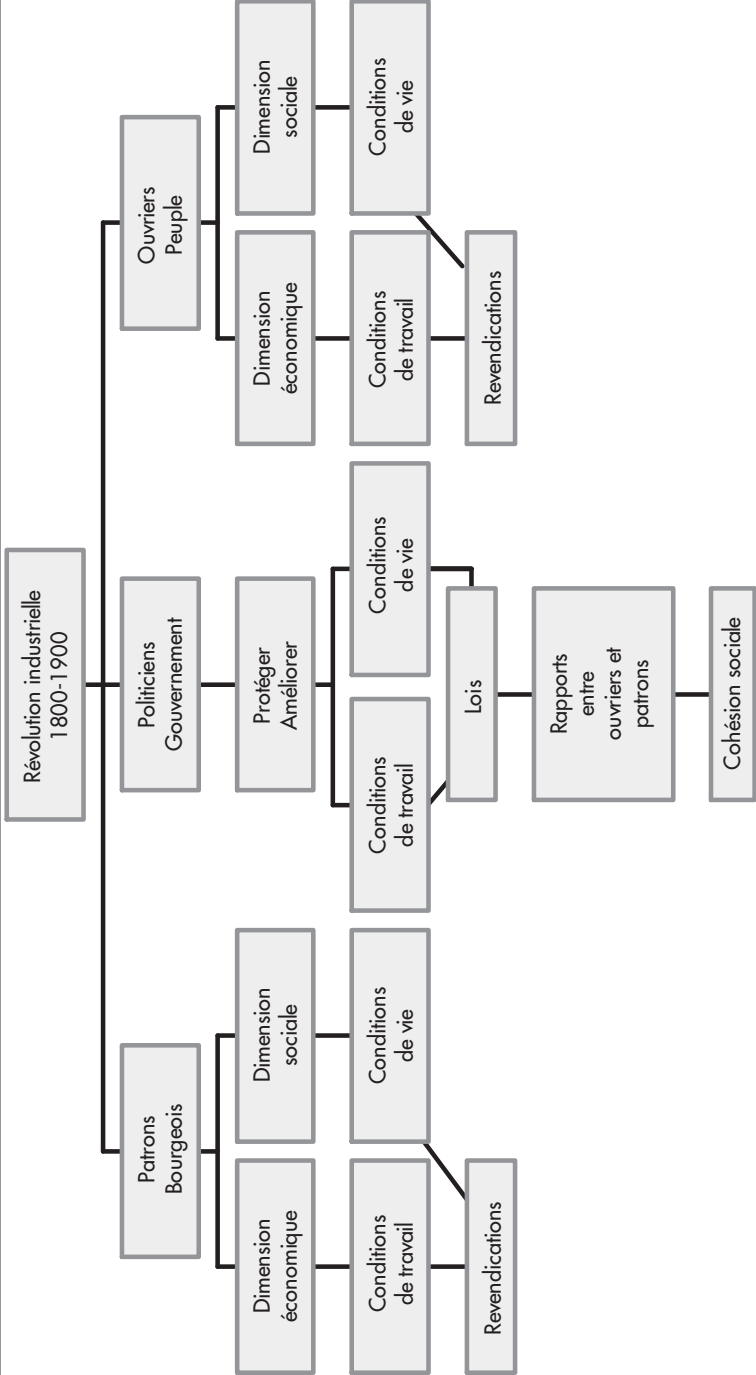 Révolution industrielle
1800-1900
Patrons
Bourgeois
Politiciens
Gouvernement
Ouvriers
Peuple
Dimension
économique
Dimension
sociale
Protéger
Améliorer
Dimension
économique
Dimension
sociale
Conditions
de travail
Conditions
de vie
Conditions
de travail
Conditions
de vie
Conditions
de travail
Conditions
de vie
Revendications
Lois
Revendications
Rapports
entre
ouvriers et
patrons
Cohésion sociale